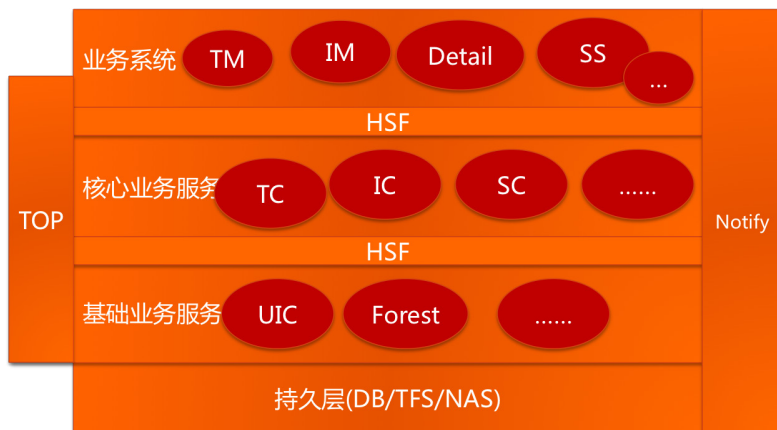 业务系统
TM
IM
Detail
SS
...
HSF
TOP
核心业务服务
TC
IC
SC
......
Notify
HSF
基础业务服务
UIC
Forest
......
持久层(DB/TFS/NAS)